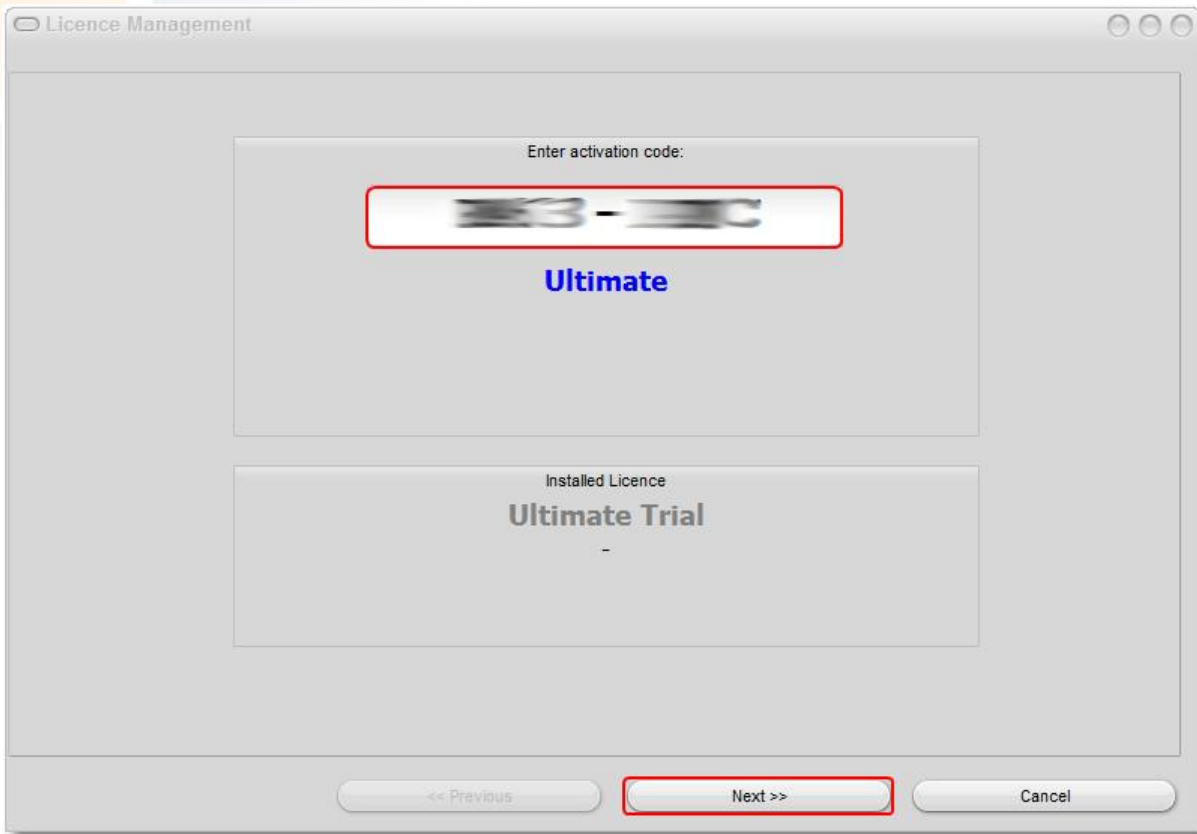 Licence Management
Enter activation code:
Ultimate
Installed Licence
Ultimate Trial
-
<< Previous
Next >>
Cancel